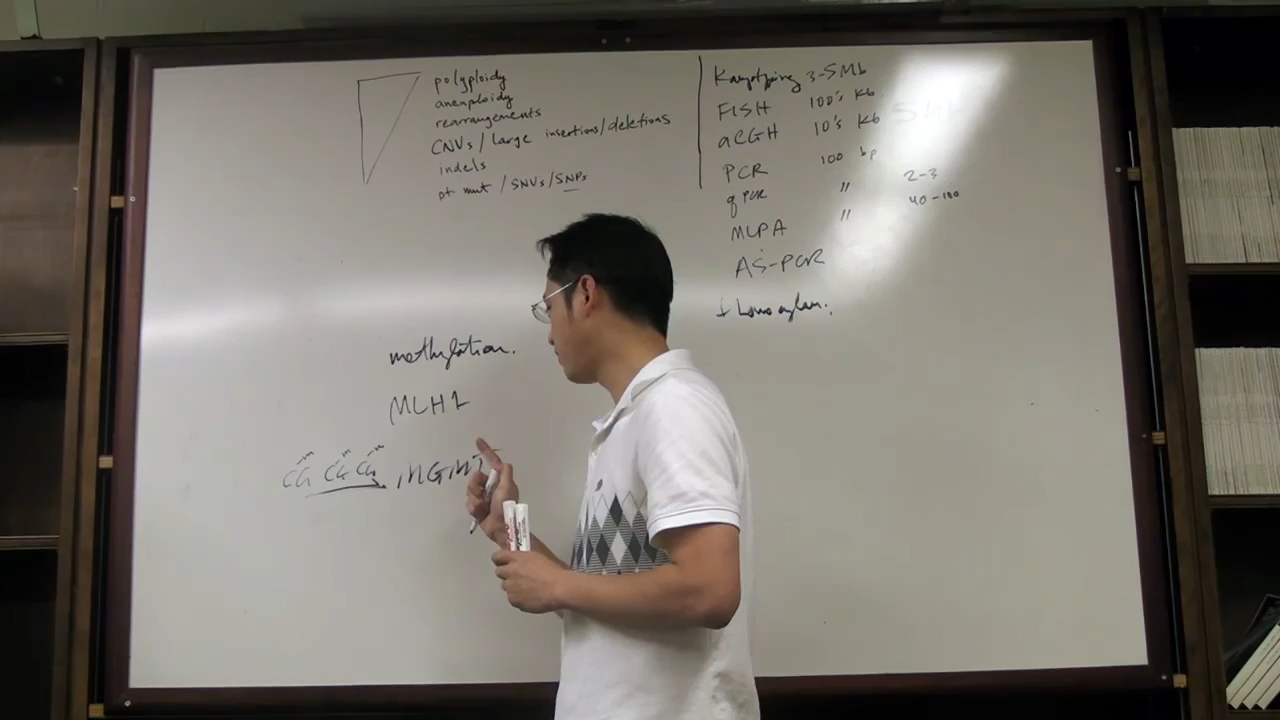 polyploidy
aneuploidy
rearrangements
CNVs / large insertions/deletions
indels
pt mut / SNVs / SNPs
Karyotyping 3-5Mb
FISH 100's Kb
aCGH 10's Kb
PCR 100 bp
qPCR " 2-3
MLPA " 40-100
AS-PCR
methylation.
MLH1
m m m
CG CG CG MGMT